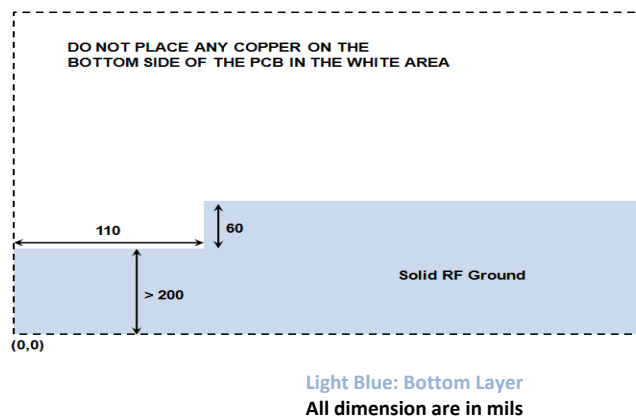 DO NOT PLACE ANY COPPER ON THE
BOTTOM SIDE OF THE PCB IN THE WHITE AREA
110
60
Solid RF Ground
> 200
(0,0)
Light Blue: Bottom Layer
All dimension are in mils